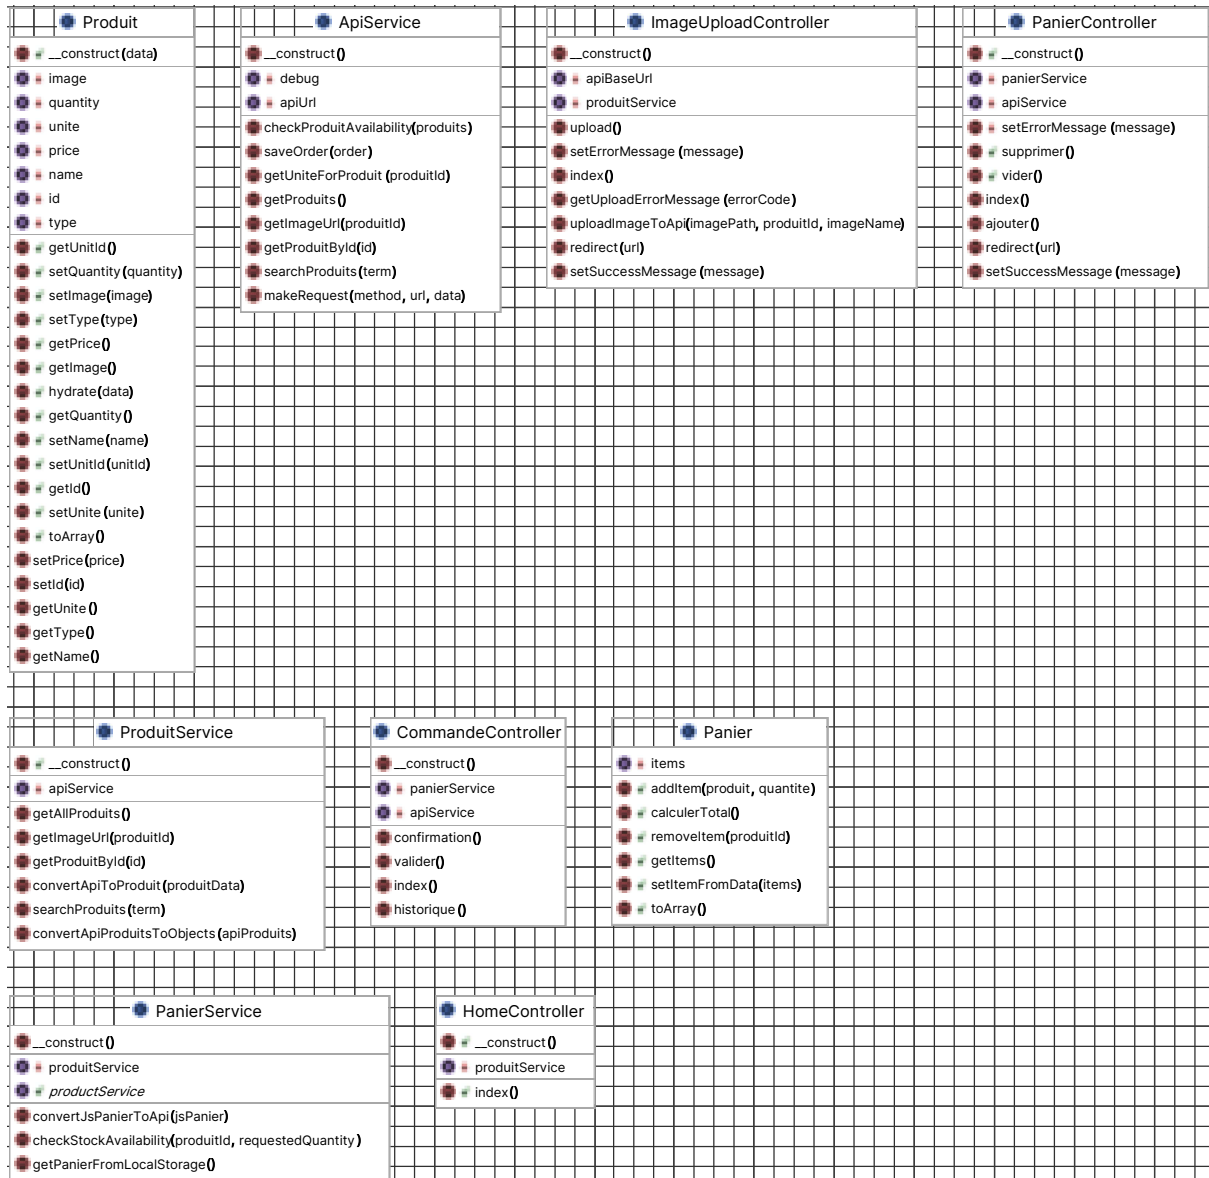 Produit
__construct(data)
image
quantity
unite
price
name
id
type
getUnitId()
setQuantity(quantity)
setImage(image)
setType(type)
getPrice()
getImage()
hydrate(data)
getQuantity()
setName(name)
setUnitId(unitId)
getId()
setUnite(unite)
toArray()
setPrice(price)
setId(id)
getUnite()
getType()
getName()
ApiService
__construct()
debug
apiUrl
checkProduitAvailability(produits)
saveOrder(order)
getUniteForProduit(produitId)
getProduits()
getImageUrl(produitId)
getProduitById(id)
searchProduits(term)
makeRequest(method, url, data)
ImageUploadController
__construct()
apiBaseUrl
produitService
upload()
setErrorMessage(message)
index()
getUploadErrorMessage(errorCode)
uploadImageToApi(imagePath, produitId, imageName)
redirect(url)
setSuccessMessage(message)
PanierController
__construct()
panierService
apiService
setErrorMessage(message)
supprimer()
vider()
index()
ajouter()
redirect(url)
setSuccessMessage(message)
ProduitService
__construct()
apiService
getAllProduits()
getImageUrl(produitId)
getProduitById(id)
convertApiToProduit(produitData)
searchProduits(term)
convertApiProduitsToObjects(apiProduits)
CommandeController
__construct()
panierService
apiService
confirmation()
valider()
index()
historique()
Panier
items
addItem(produit, quantite)
calculerTotal()
removeItem(produitId)
getItems()
setItemFromData(items)
toArray()
PanierService
__construct()
produitService
productService
convertJsPanierToApi(jsPanier)
checkStockAvailability(produitId, requestedQuantity)
getPanierFromLocalStorage()
HomeController
__construct()
produitService
index()